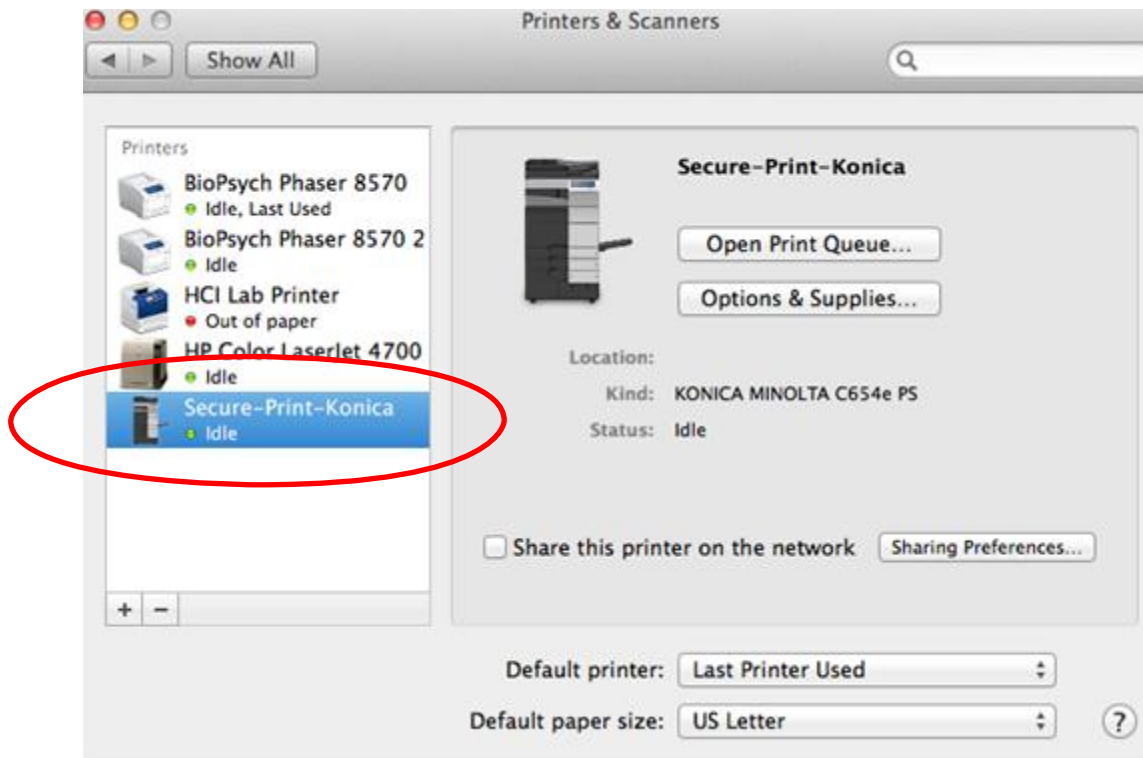 Printers & Scanners
Show All
Printers
BioPsych Phaser 8570
Idle, Last Used
BioPsych Phaser 8570 2
Idle
HCI Lab Printer
Out of paper
HP Color LaserJet 4700
Idle
Secure-Print-Konica
Idle
+ −
Secure-Print-Konica
Open Print Queue...
Options & Supplies...
Location:
Kind: KONICA MINOLTA C654e PS
Status: Idle
Share this printer on the network Sharing Preferences...
Default printer: Last Printer Used
Default paper size: US Letter ?